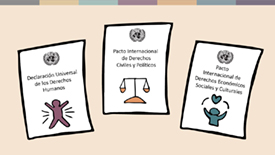 Declaración Universal
de los Derechos
Humanos
Pacto Internacional
de Derechos
Civiles y Políticos
Pacto
Internacional de
Derechos Económicos
Sociales y Culturales